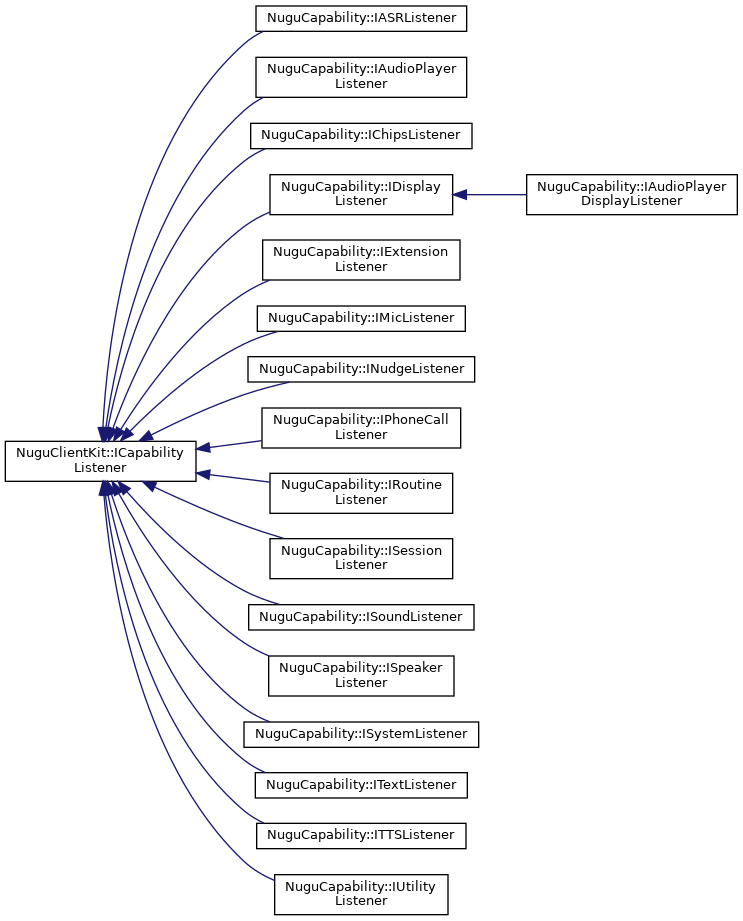 NuguCapability::IASRListener
NuguCapability::IAudioPlayer
Listener
NuguCapability::IChipsListener
NuguCapability::IDisplay
Listener
NuguCapability::IAudioPlayer
DisplayListener
NuguCapability::IExtension
Listener
NuguCapability::IMicListener
NuguCapability::INudgeListener
NuguCapability::IPhoneCall
Listener
NuguClientKit::ICapability
Listener
NuguCapability::IRoutine
Listener
NuguCapability::ISession
Listener
NuguCapability::ISoundListener
NuguCapability::ISpeaker
Listener
NuguCapability::ISystemListener
NuguCapability::ITextListener
NuguCapability::ITTSListener
NuguCapability::IUtility
Listener